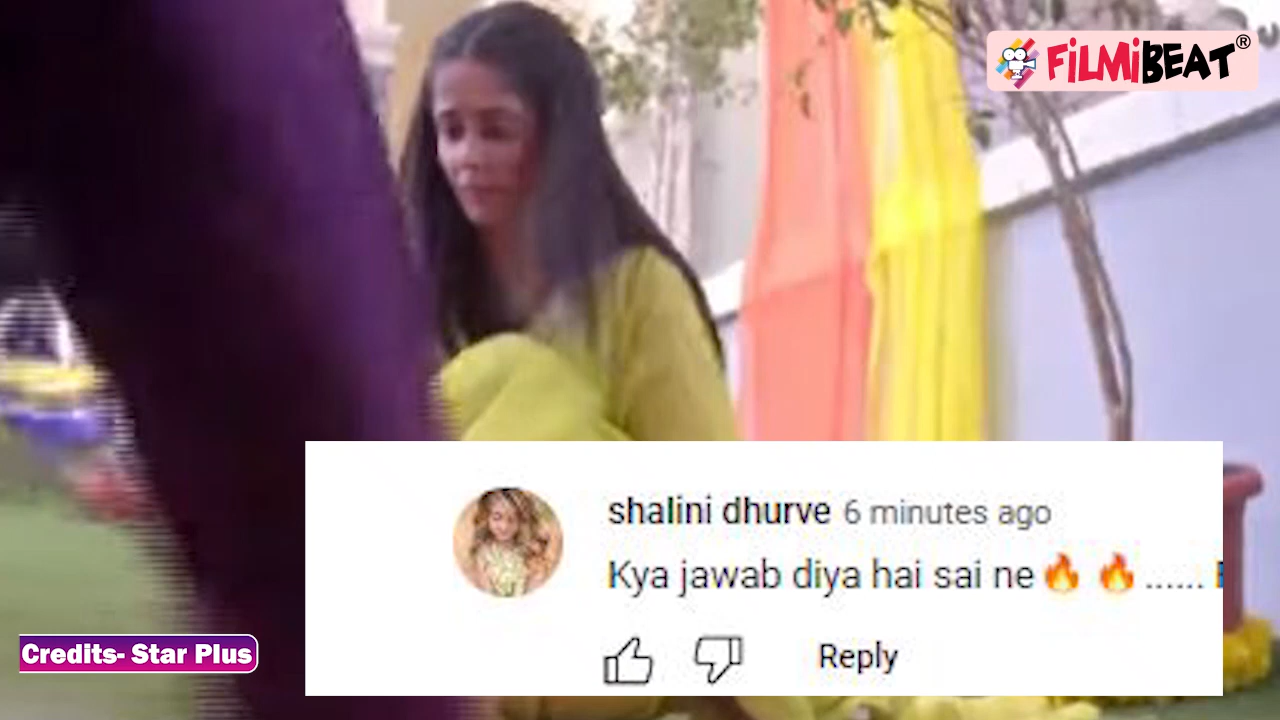 FiLMiBEAT®
shalini dhurve 6 minutes ago
Kya jawab diya hai sai ne🔥 🔥......
Reply
Credits- Star Plus